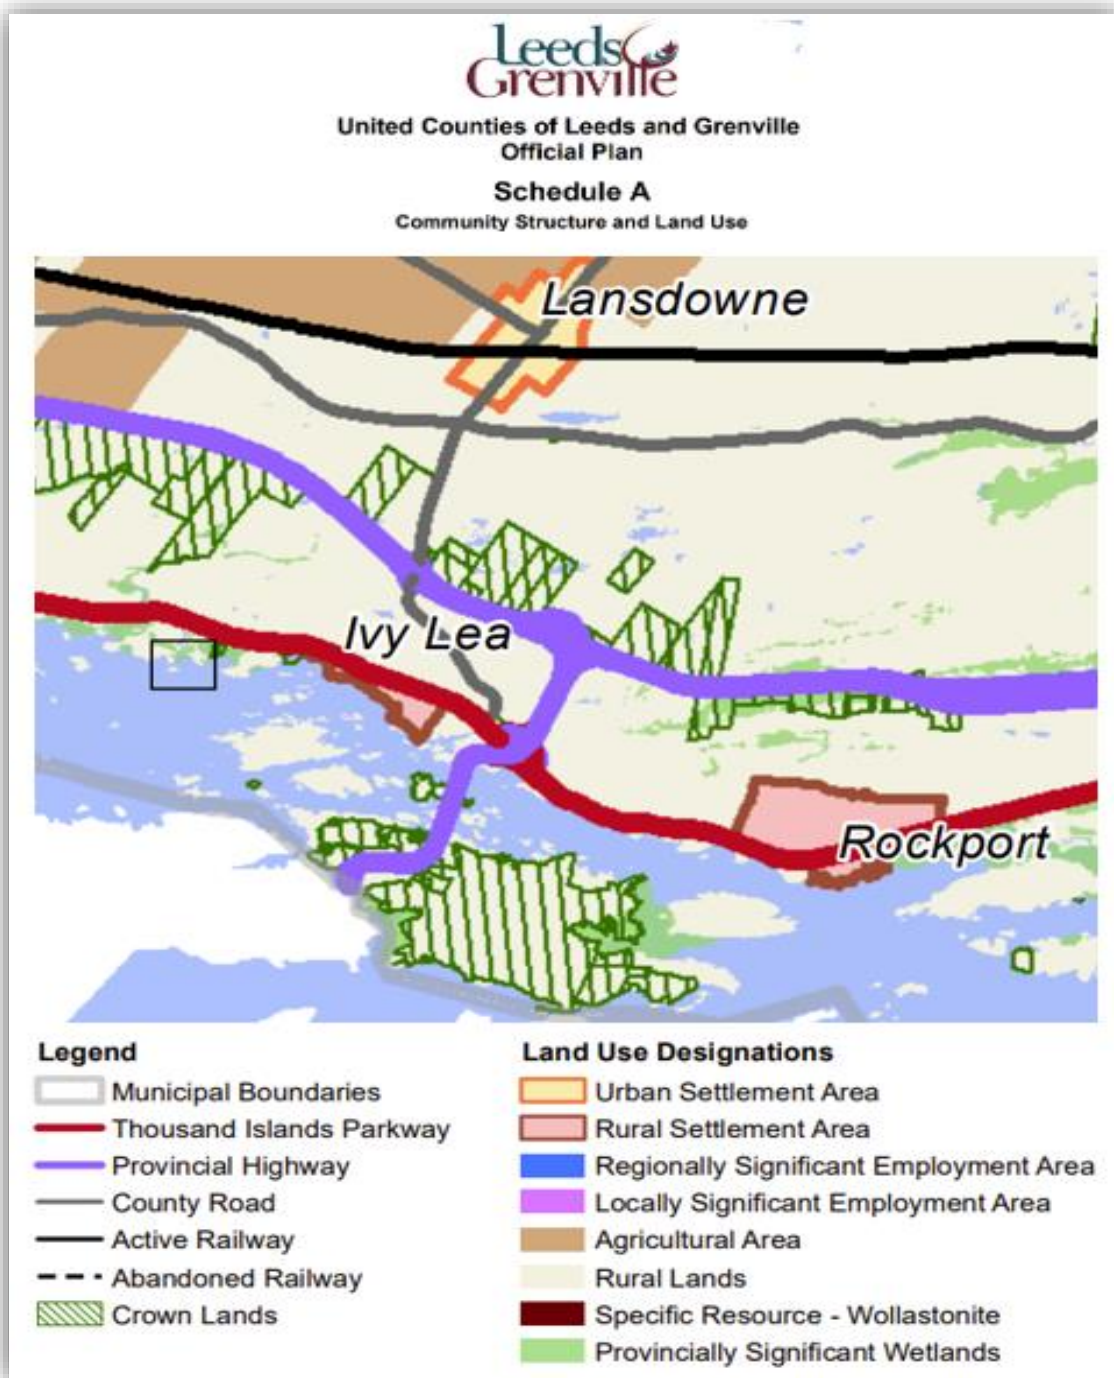 Leeds
Grenville
United Counties of Leeds and Grenville
Official Plan
Schedule A
Community Structure and Land Use
Lansdowne
Ivy Lea
Rockport
Legend
Municipal Boundaries
Thousand Islands Parkway
Provincial Highway
County Road
Active Railway
Abandoned Railway
Crown Lands
Land Use Designations
Urban Settlement Area
Rural Settlement Area
Regionally Significant Employment Area
Locally Significant Employment Area
Agricultural Area
Rural Lands
Specific Resource - Wollastonite
Provincially Significant Wetlands